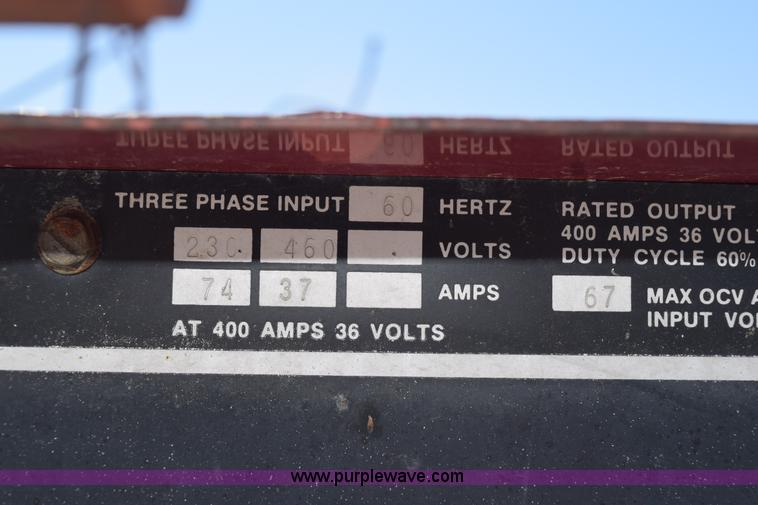 THREE PHASE INPUT 60 HERTZ
230 460 VOLTS
74 37 AMPS
AT 400 AMPS 36 VOLTS
RATED OUTPUT
400 AMPS 36 VOL
DUTY CYCLE 60%
67 MAX OCV A
INPUT VO
www.purplewave.com